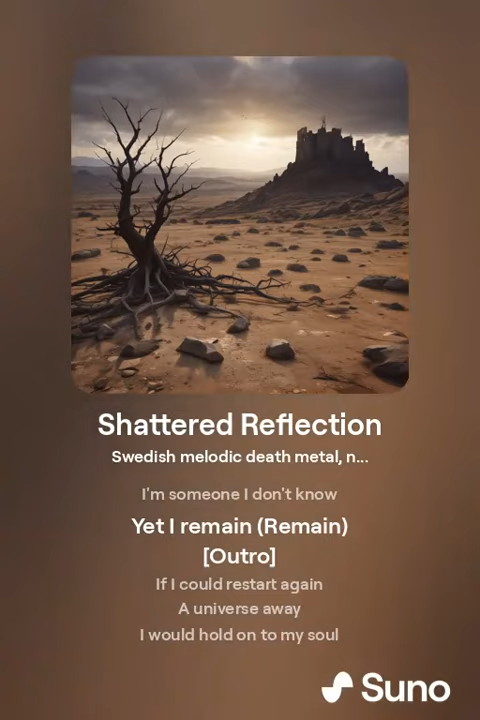 Shattered Reflection
Swedish melodic death metal, n...
I'm someone I don't know
Yet I remain (Remain)
[Outro]
If I could restart again
A universe away
I would hold on to my soul
Suno